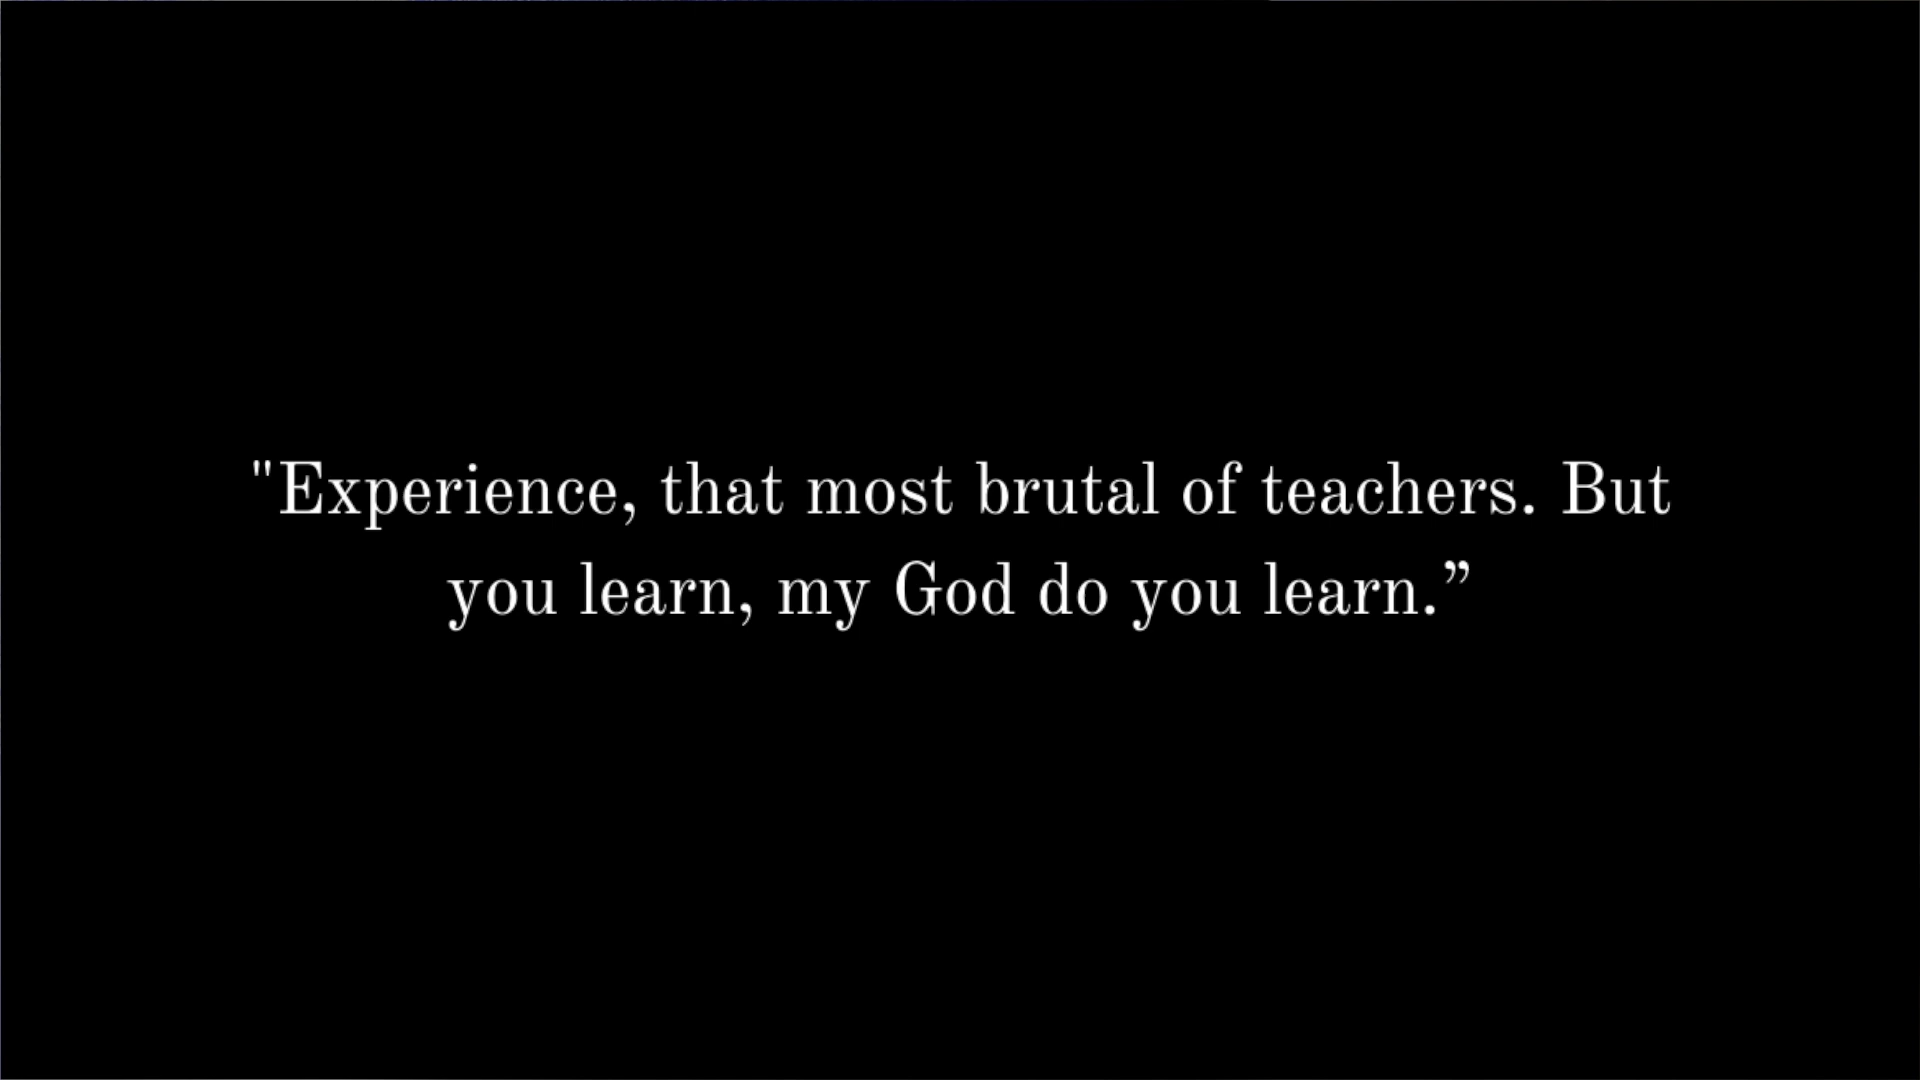 "Experience, that most brutal of teachers. But
you learn, my God do you learn.”